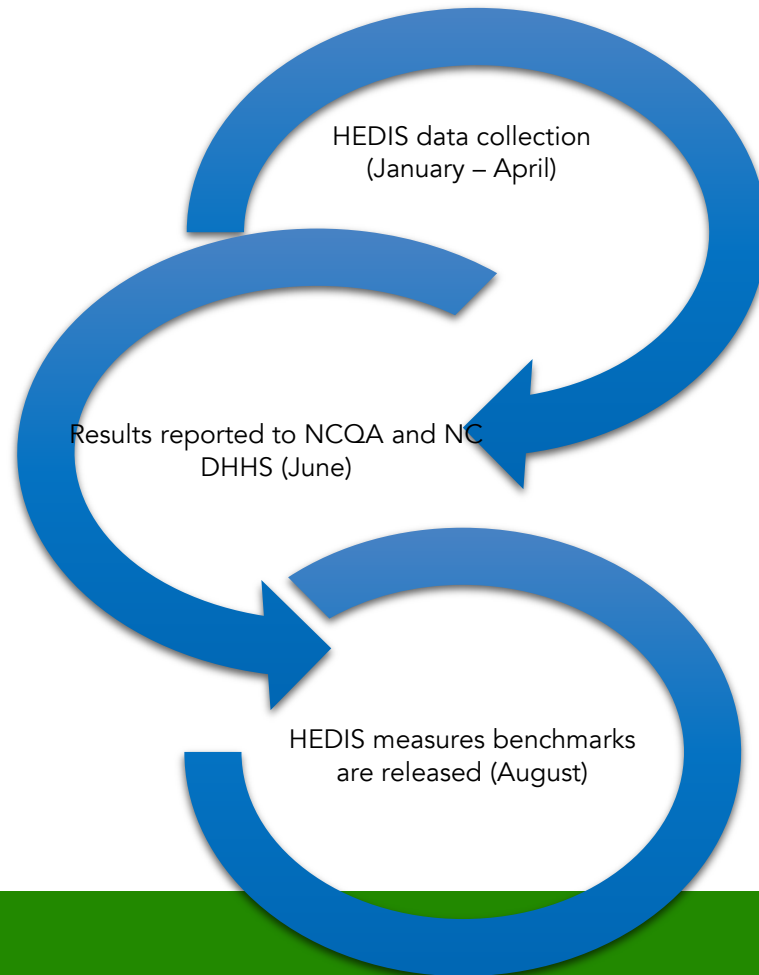 HEDIS data collection
(January – April)
Results reported to NCQA and NC
DHHS (June)
HEDIS measures benchmarks
are released (August)